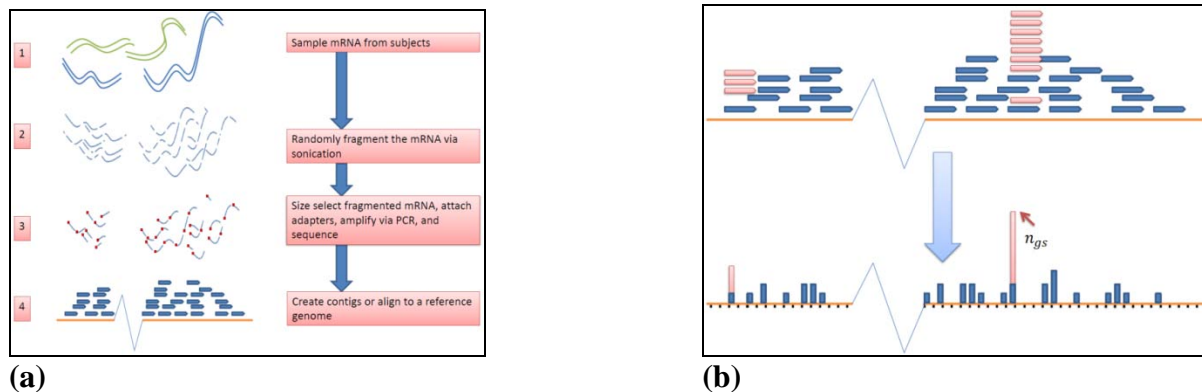 1
Sample mRNA from subjects
2
Randomly fragment the mRNA via
sonication
3
Size select fragmented mRNA, attach
adapters, amplify via PCR, and
sequence
4
Create contigs or align to a reference
genome
(a)
n_gs
(b)